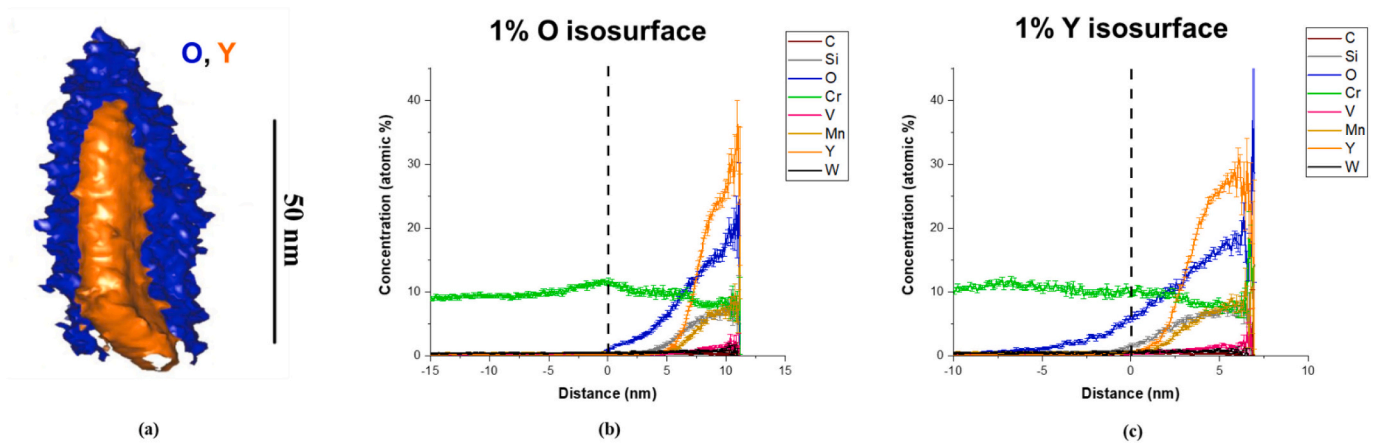 O, Y
50 nm
(a)
1% O isosurface
C
Si
O
Cr
V
Mn
Y
W
Concentration (atomic %)
40
30
20
10
0
-15
-10
-5
0
5
10
15
Distance (nm)
(b)
1% Y isosurface
C
Si
O
Cr
V
Mn
Y
W
Concentration (atomic %)
40
30
20
10
0
-10
-5
0
5
10
Distance (nm)
(c)